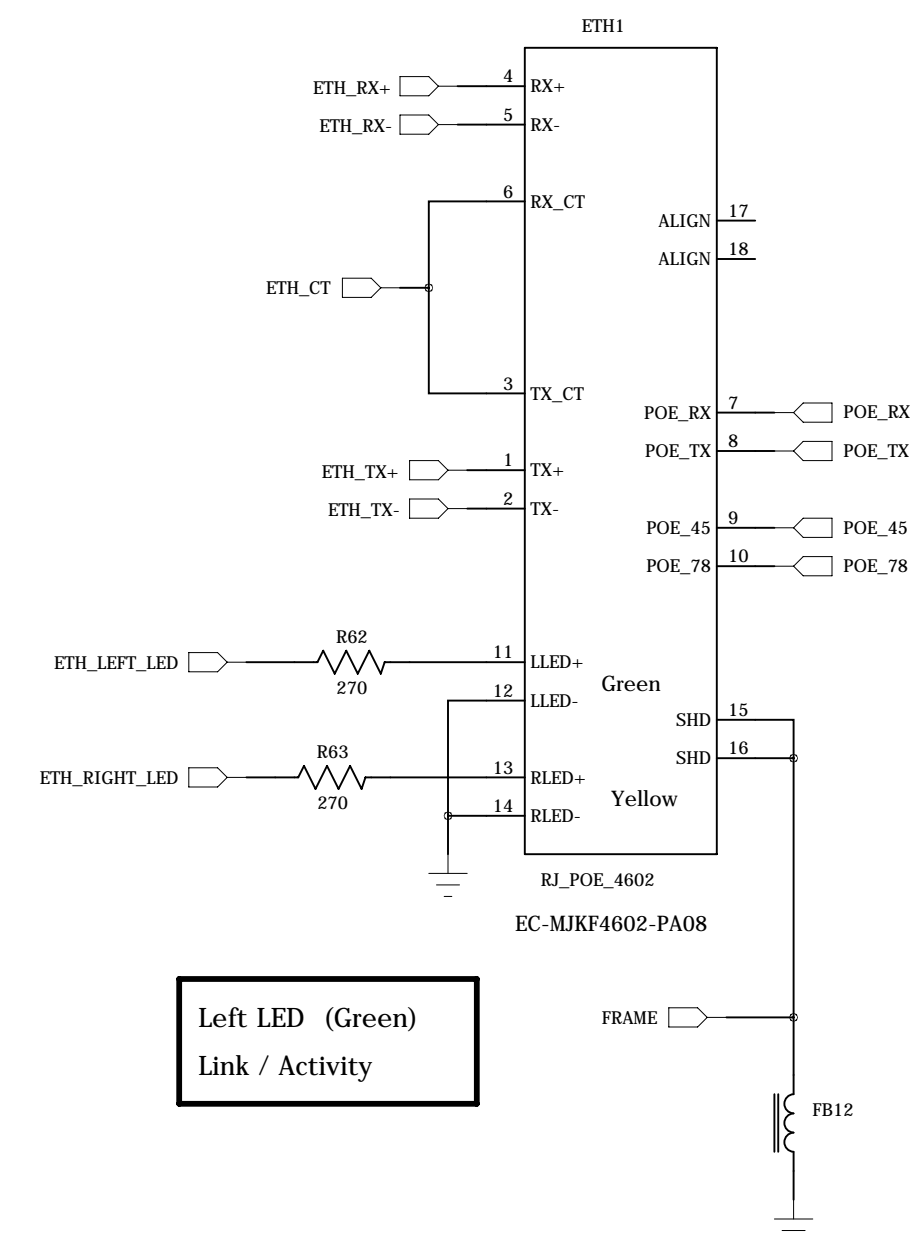 ETH1
ETH_RX+
4
RX+
ETH_RX-
5
RX-
6
RX_CT
ALIGN
17
ALIGN
18
ETH_CT
3
TX_CT
POE_RX
7
POE_RX
POE_TX
8
POE_TX
ETH_TX+
1
TX+
ETH_TX-
2
TX-
POE_45
9
POE_45
POE_78
10
POE_78
R62
ETH_LEFT_LED
270
11
LLED+
12
LLED-
Green
SHD
15
SHD
16
R63
ETH_RIGHT_LED
270
13
RLED+
14
RLED-
Yellow
RJ_POE_4602
EC-MJKF4602-PA08
Left LED (Green)
Link / Activity
FRAME
FB12